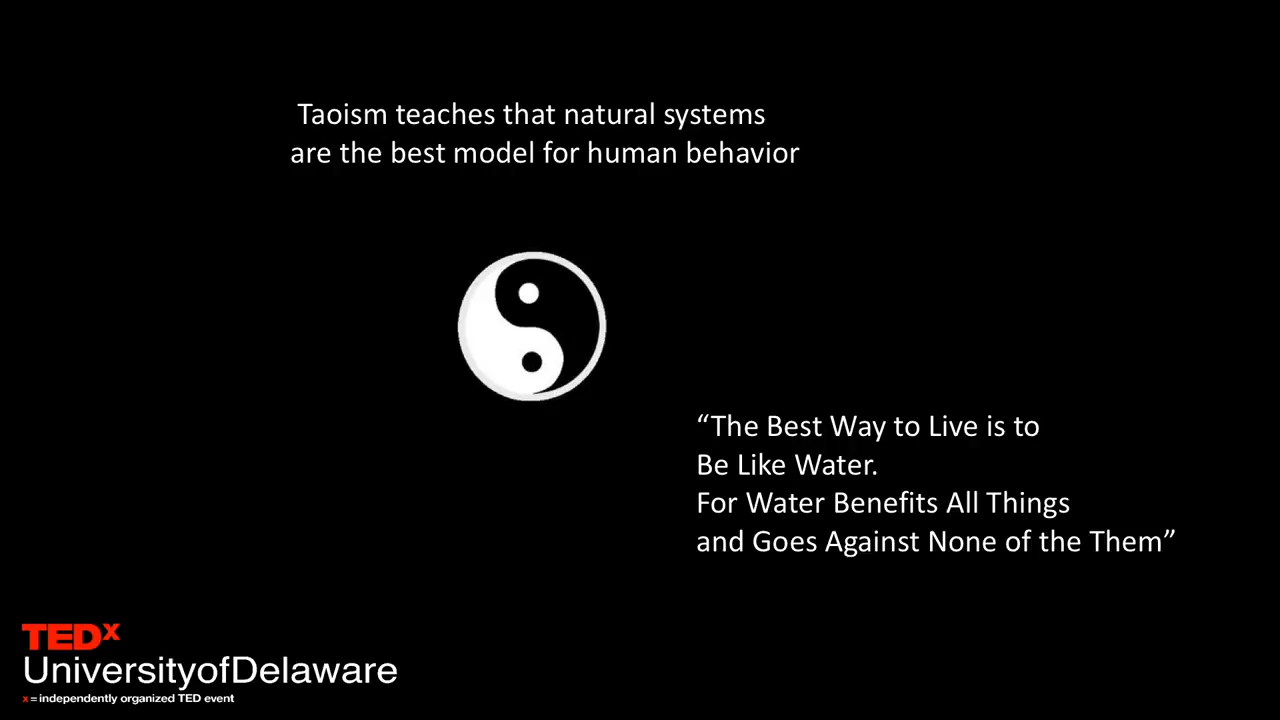 Taoism teaches that natural systems
are the best model for human behavior
“The Best Way to Live is to
Be Like Water.
For Water Benefits All Things
and Goes Against None of the Them”
TEDx
UniversityofDelaware
x = independently organized TED event